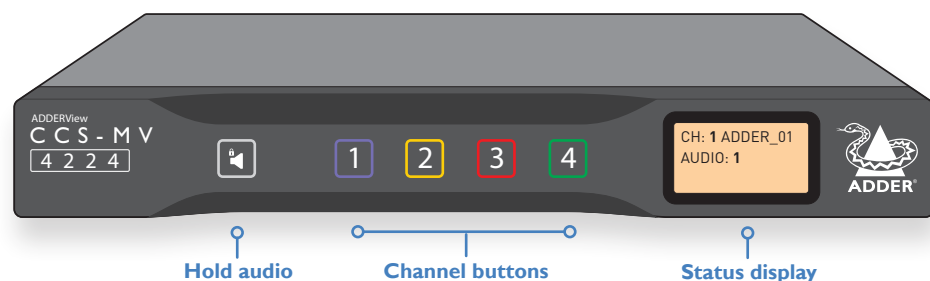 ADDERView
CCS-MV
4224
1
2
3
4
CH: 1 ADDER_01
AUDIO: 1
ADDER®
Hold audio
Channel buttons
Status display